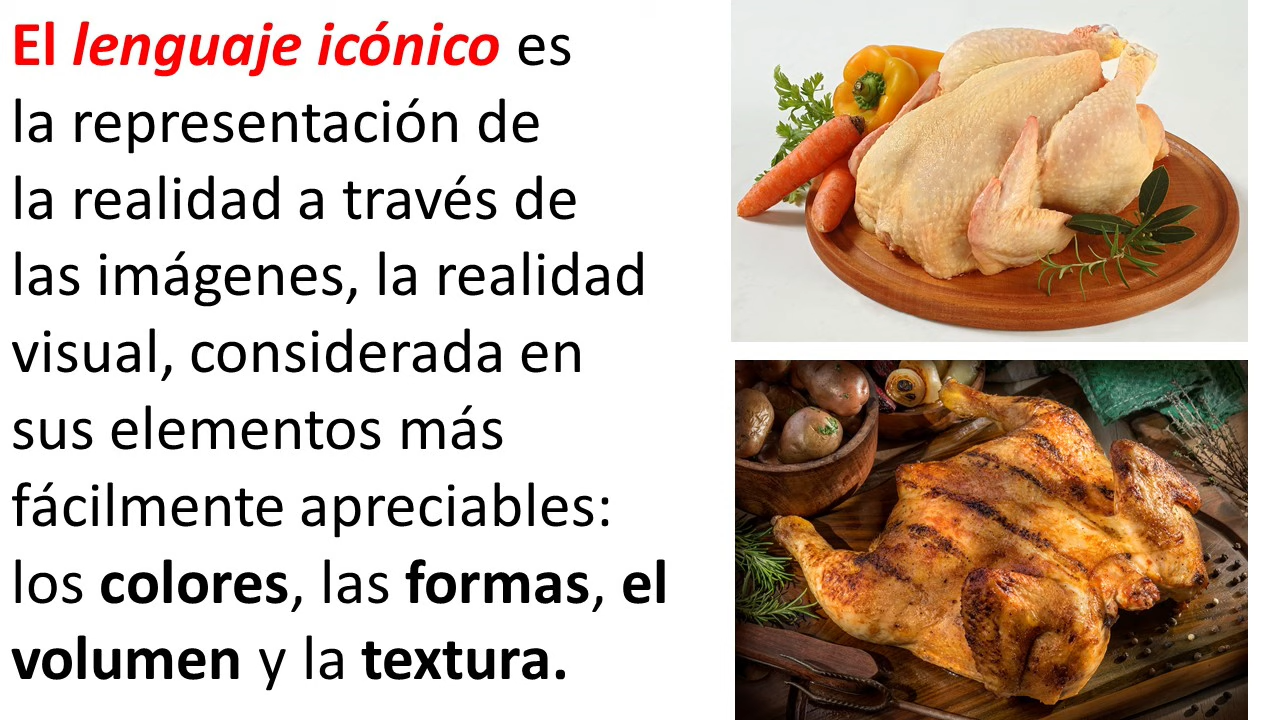 El lenguaje icónico es
la representación de
la realidad a través de
las imágenes, la realidad
visual, considerada en
sus elementos más
fácilmente apreciables:
los colores, las formas, el
volumen y la textura.